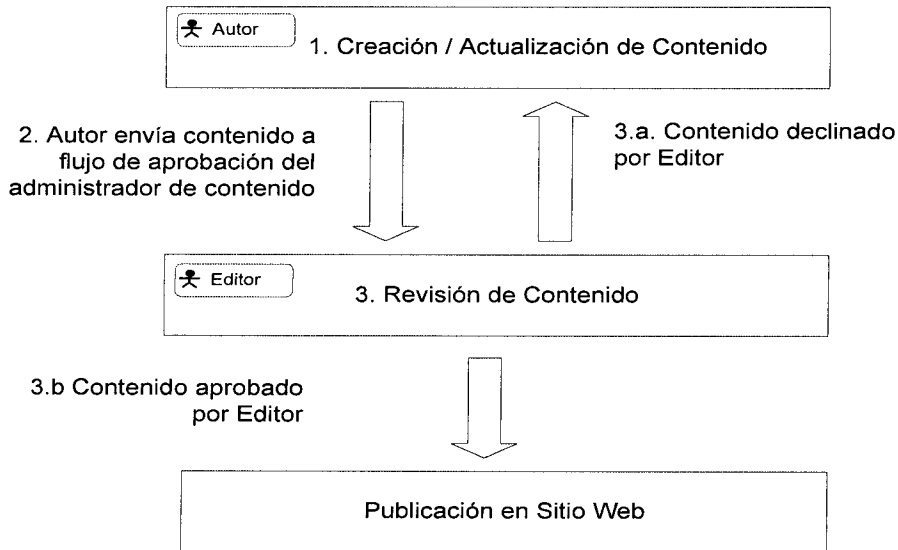 Autor
1. Creación / Actualización de Contenido
2. Autor envía contenido a
flujo de aprobación del
administrador de contenido
3.a. Contenido declinado
por Editor
Editor
3. Revisión de Contenido
3.b Contenido aprobado
por Editor
Publicación en Sitio Web